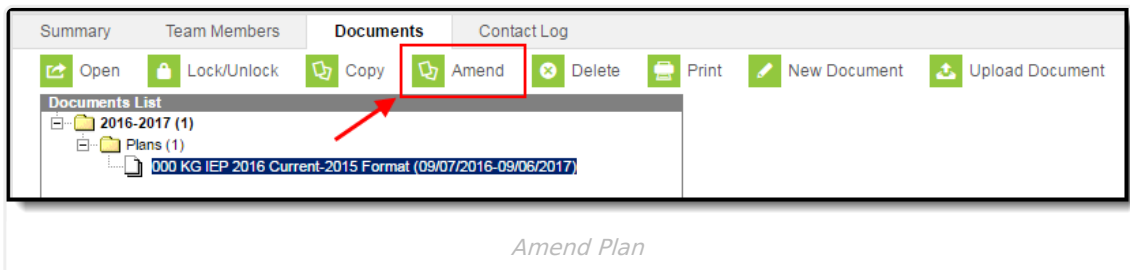 Summary Team Members Documents Contact Log
Open Lock/Unlock Copy Amend Delete Print New Document Upload Document
Documents List
2016-2017 (1)
Plans (1)
000 KG IEP 2016 Current-2015 Format (09/07/2016-09/06/2017)
Amend Plan